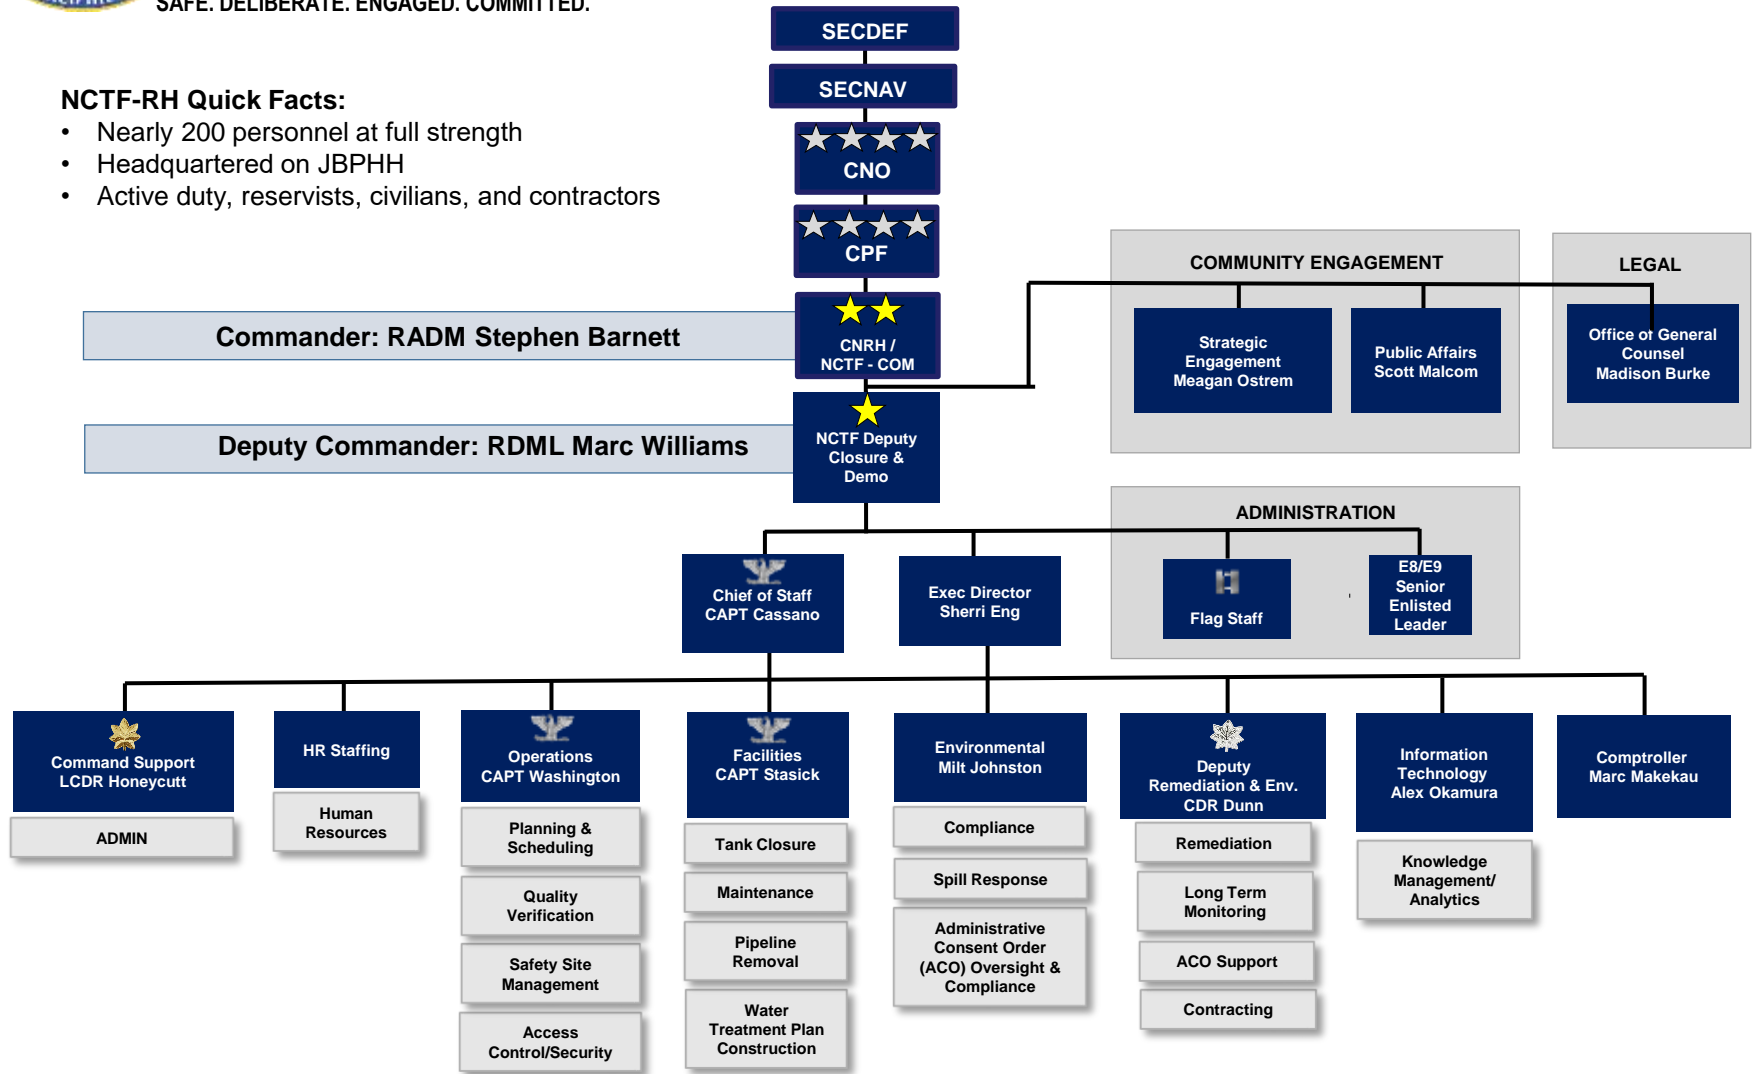 SAFE. DELIBERATE. ENGAGED. COMMITTED.
NCTF-RH Quick Facts:
• Nearly 200 personnel at full strength
• Headquartered on JBPHH
• Active duty, reservists, civilians, and contractors
SECDEF
SECNAV
CNO
CPF
Commander: RADM Stephen Barnett
CNRH /
NCTF - COM
Deputy Commander: RDML Marc Williams
NCTF Deputy
Closure &
Demo
COMMUNITY ENGAGEMENT
Strategic
Engagement
Meagan Ostrem
Public Affairs
Scott Malcom
LEGAL
Office of General
Counsel
Madison Burke
ADMINISTRATION
Chief of Staff
CAPT Cassano
Exec Director
Sherri Eng
Flag Staff
E8/E9
Senior
Enlisted
Leader
Command Support
LCDR Honeycutt
ADMIN
HR Staffing
Human
Resources
Operations
CAPT Washington
Planning &
Scheduling
Quality
Verification
Safety Site
Management
Access
Control/Security
Facilities
CAPT Stasick
Tank Closure
Maintenance
Pipeline
Removal
Water
Treatment Plan
Construction
Environmental
Milt Johnston
Compliance
Spill Response
Administrative
Consent Order
(ACO) Oversight &
Compliance
Deputy
Remediation & Env.
CDR Dunn
Remediation
Long Term
Monitoring
ACO Support
Contracting
Information
Technology
Alex Okamura
Knowledge
Management/
Analytics
Comptroller
Marc Makekau